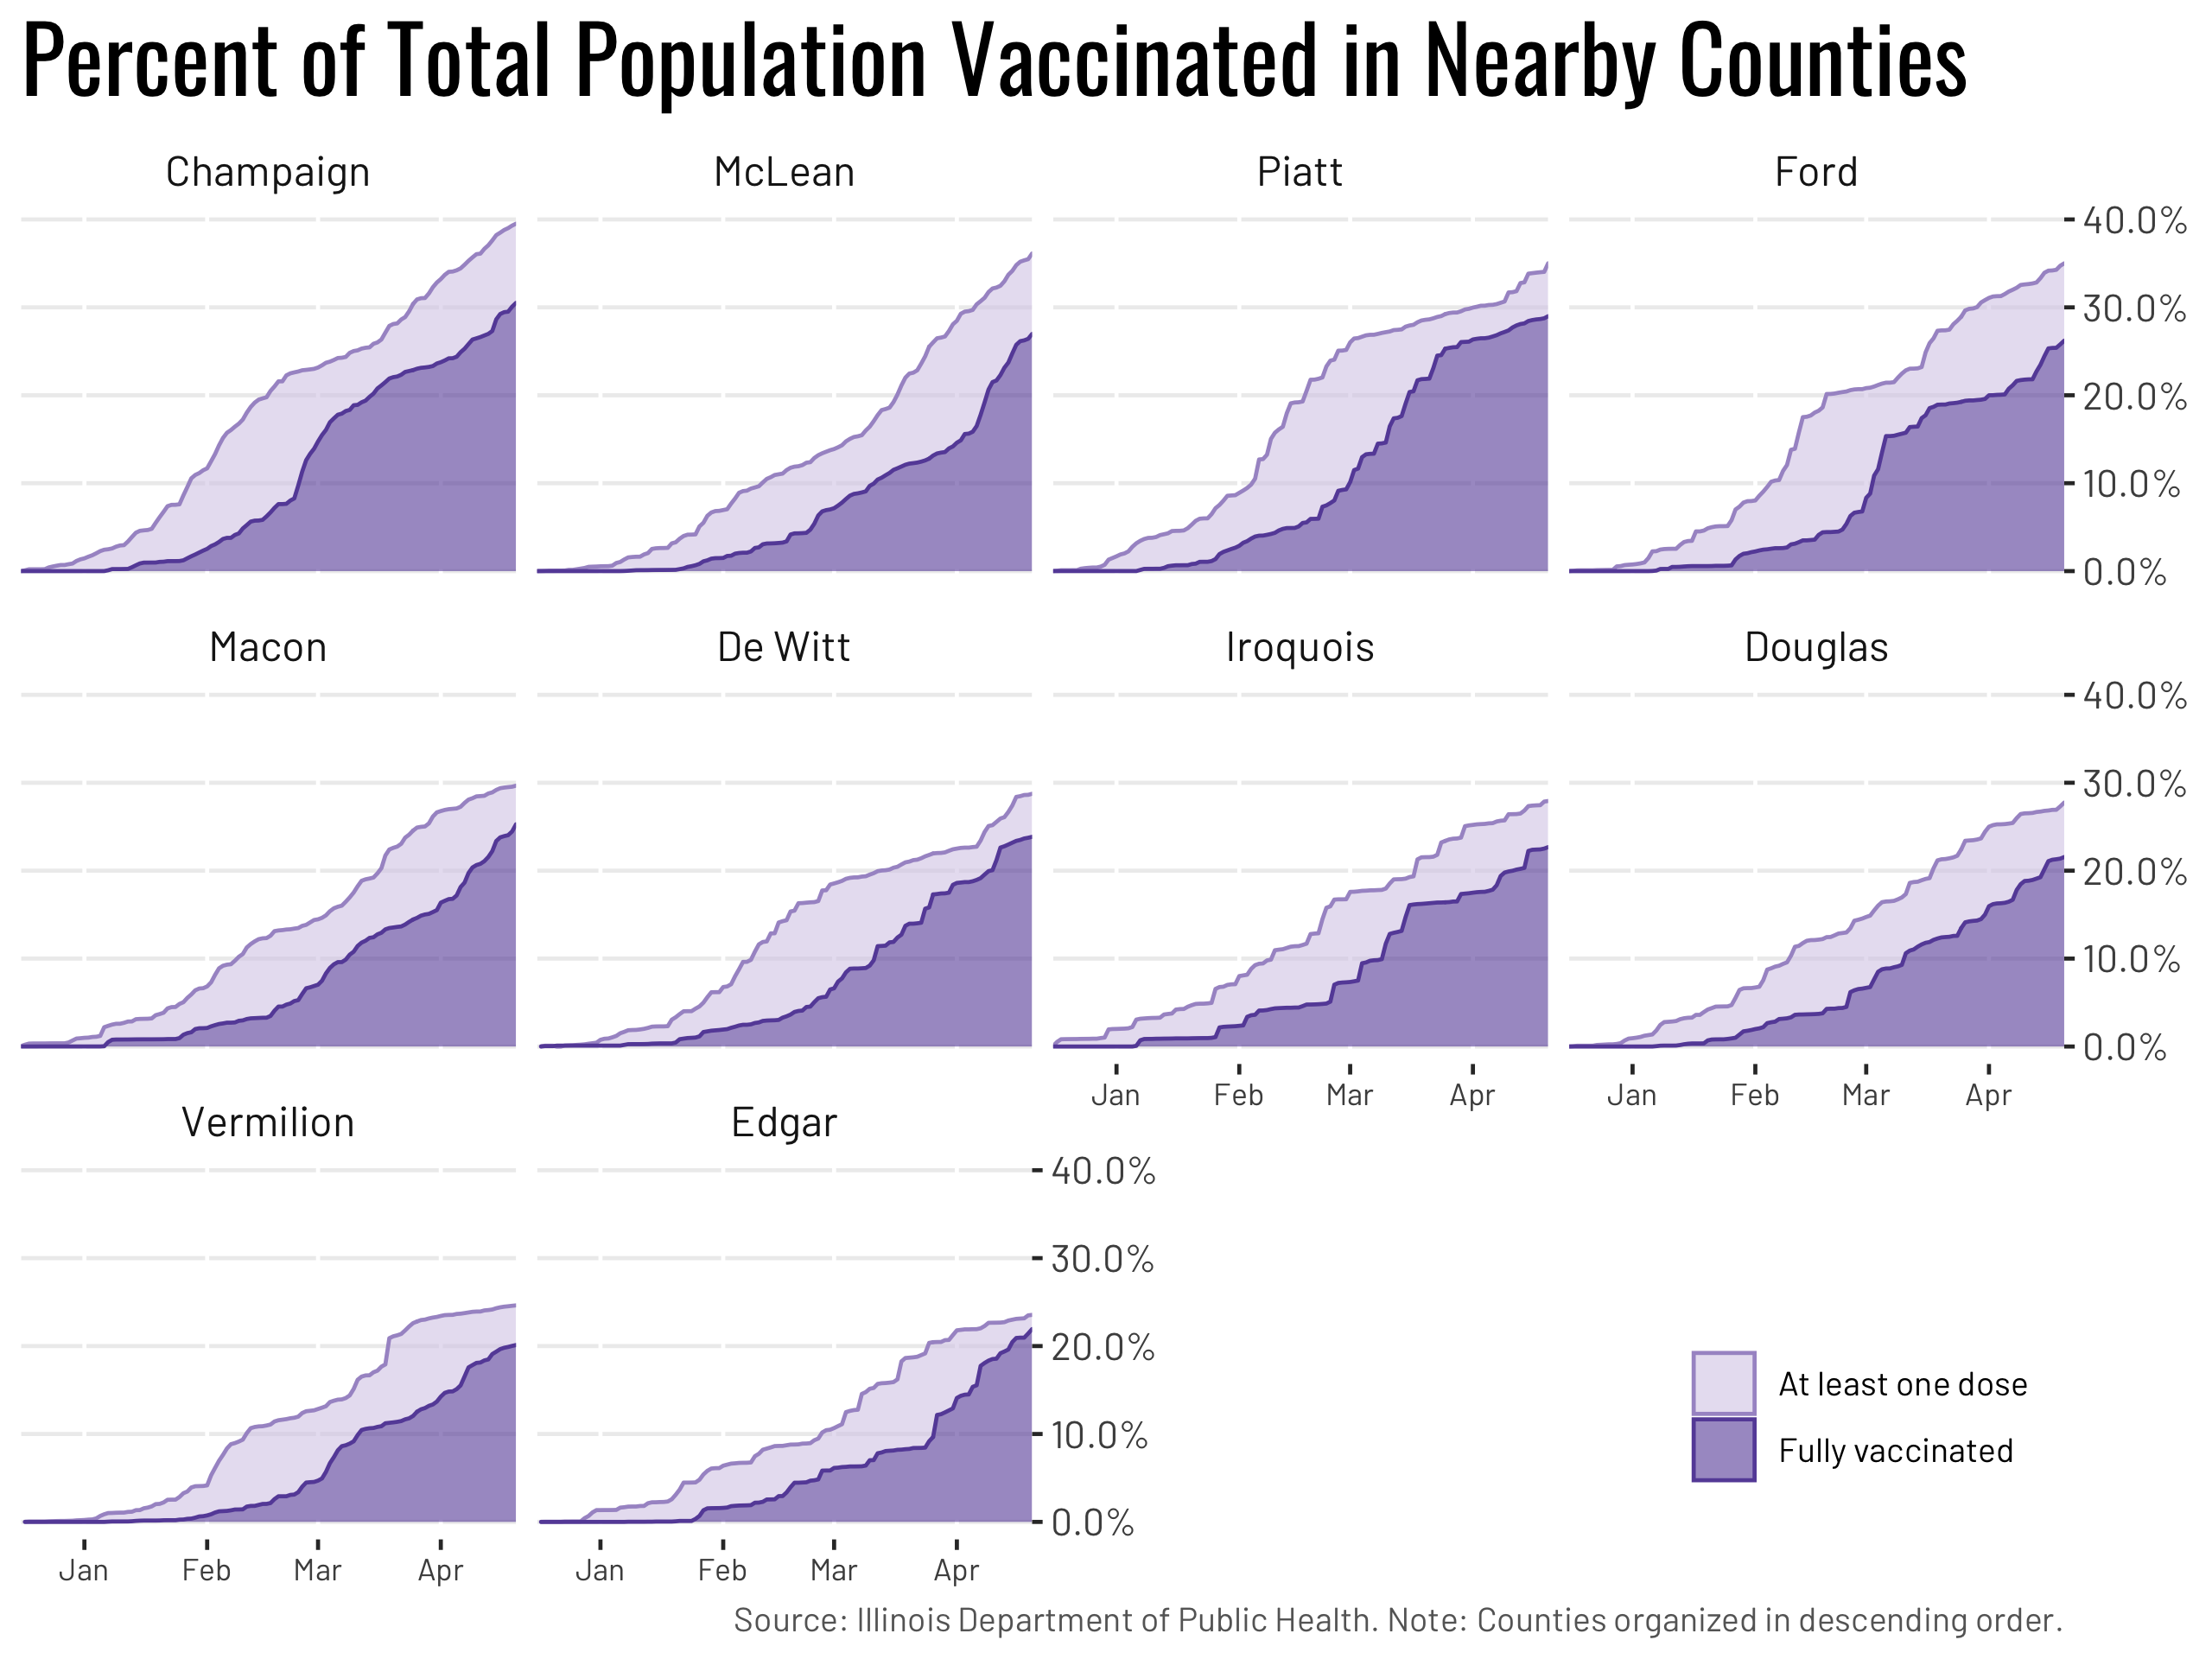 Percent of Total Population Vaccinated in Nearby Counties
Champaign
McLean
Piatt
Ford
40.0%
30.0%
20.0%
10.0%
0.0%
Macon
De Witt
Iroquois
Douglas
40.0%
30.0%
20.0%
10.0%
0.0%
Jan Feb Mar Apr
Jan Feb Mar Apr
Vermilion
Edgar
40.0%
30.0%
20.0%
10.0%
0.0%
Jan Feb Mar Apr
Jan Feb Mar Apr
At least one dose
Fully vaccinated
Source: Illinois Department of Public Health. Note: Counties organized in descending order.